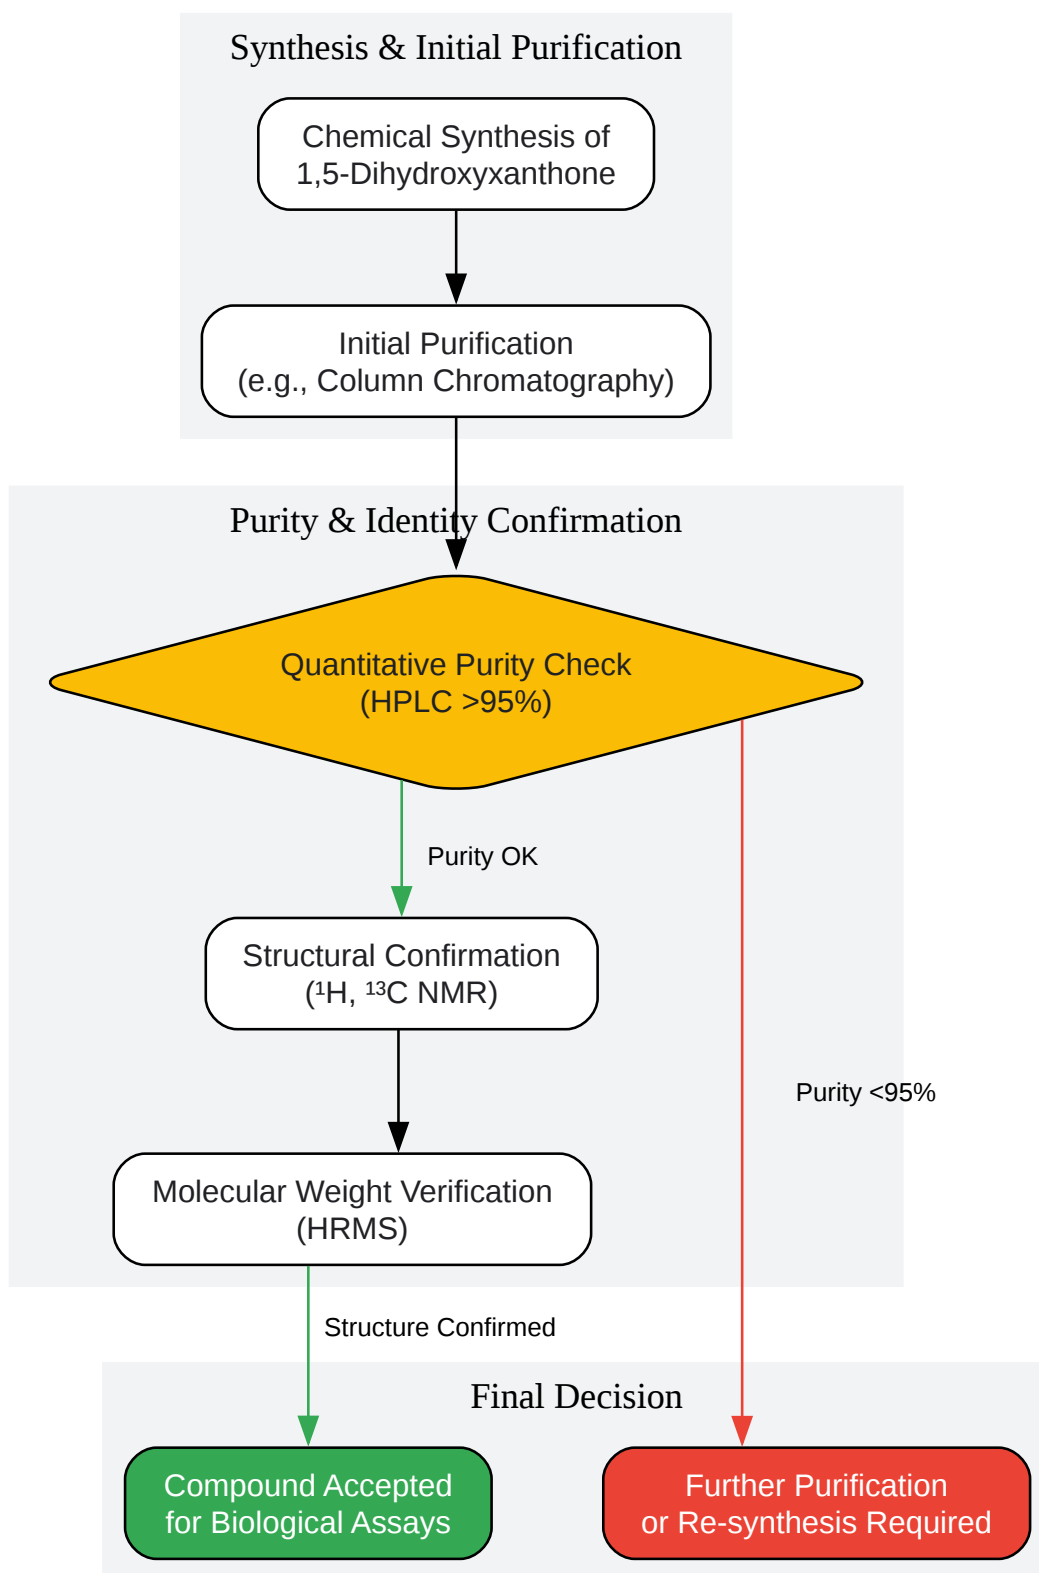 Synthesis & Initial Purification
Chemical Synthesis of
1,5-Dihydroxyxanthone
Initial Purification
(e.g., Column Chromatography)
Purity & Identity Confirmation
Quantitative Purity Check
(HPLC >95%)
Purity OK
Structural Confirmation
(¹H, ¹³C NMR)
Purity <95%
Molecular Weight Verification
(HRMS)
Structure Confirmed
Final Decision
Compound Accepted
for Biological Assays
Further Purification
or Re-synthesis Required